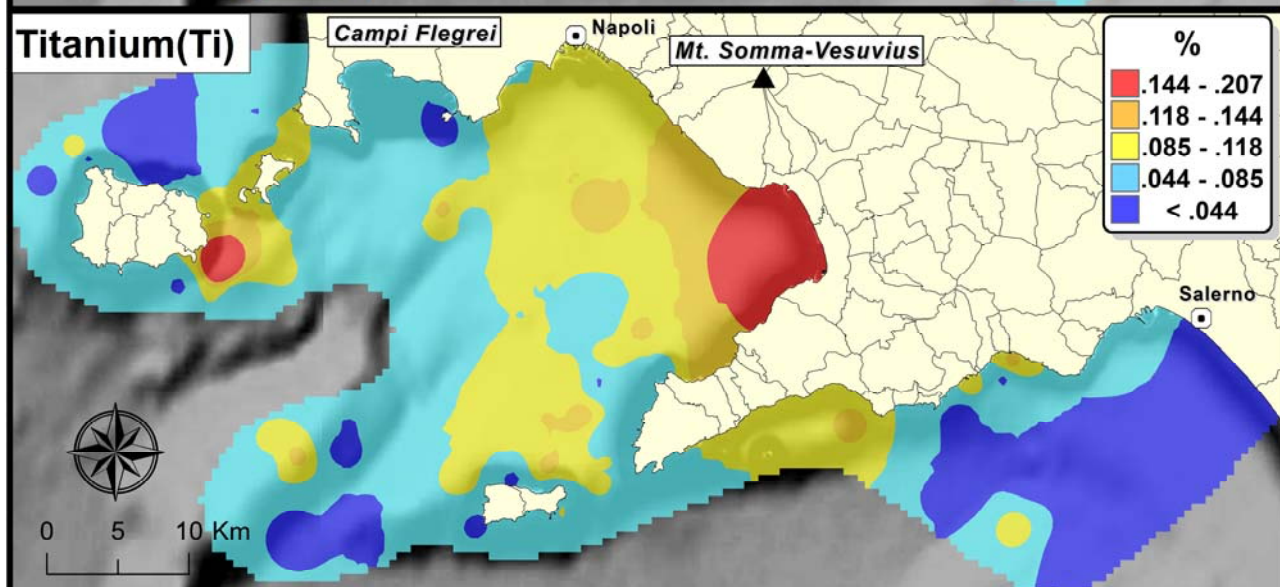 Titanium(Ti)
Campi Flegrei
Napoli
Mt. Somma-Vesuvius
%
.144 - .207
.118 - .144
.085 - .118
.044 - .085
< .044
Salerno
0 5 10 Km